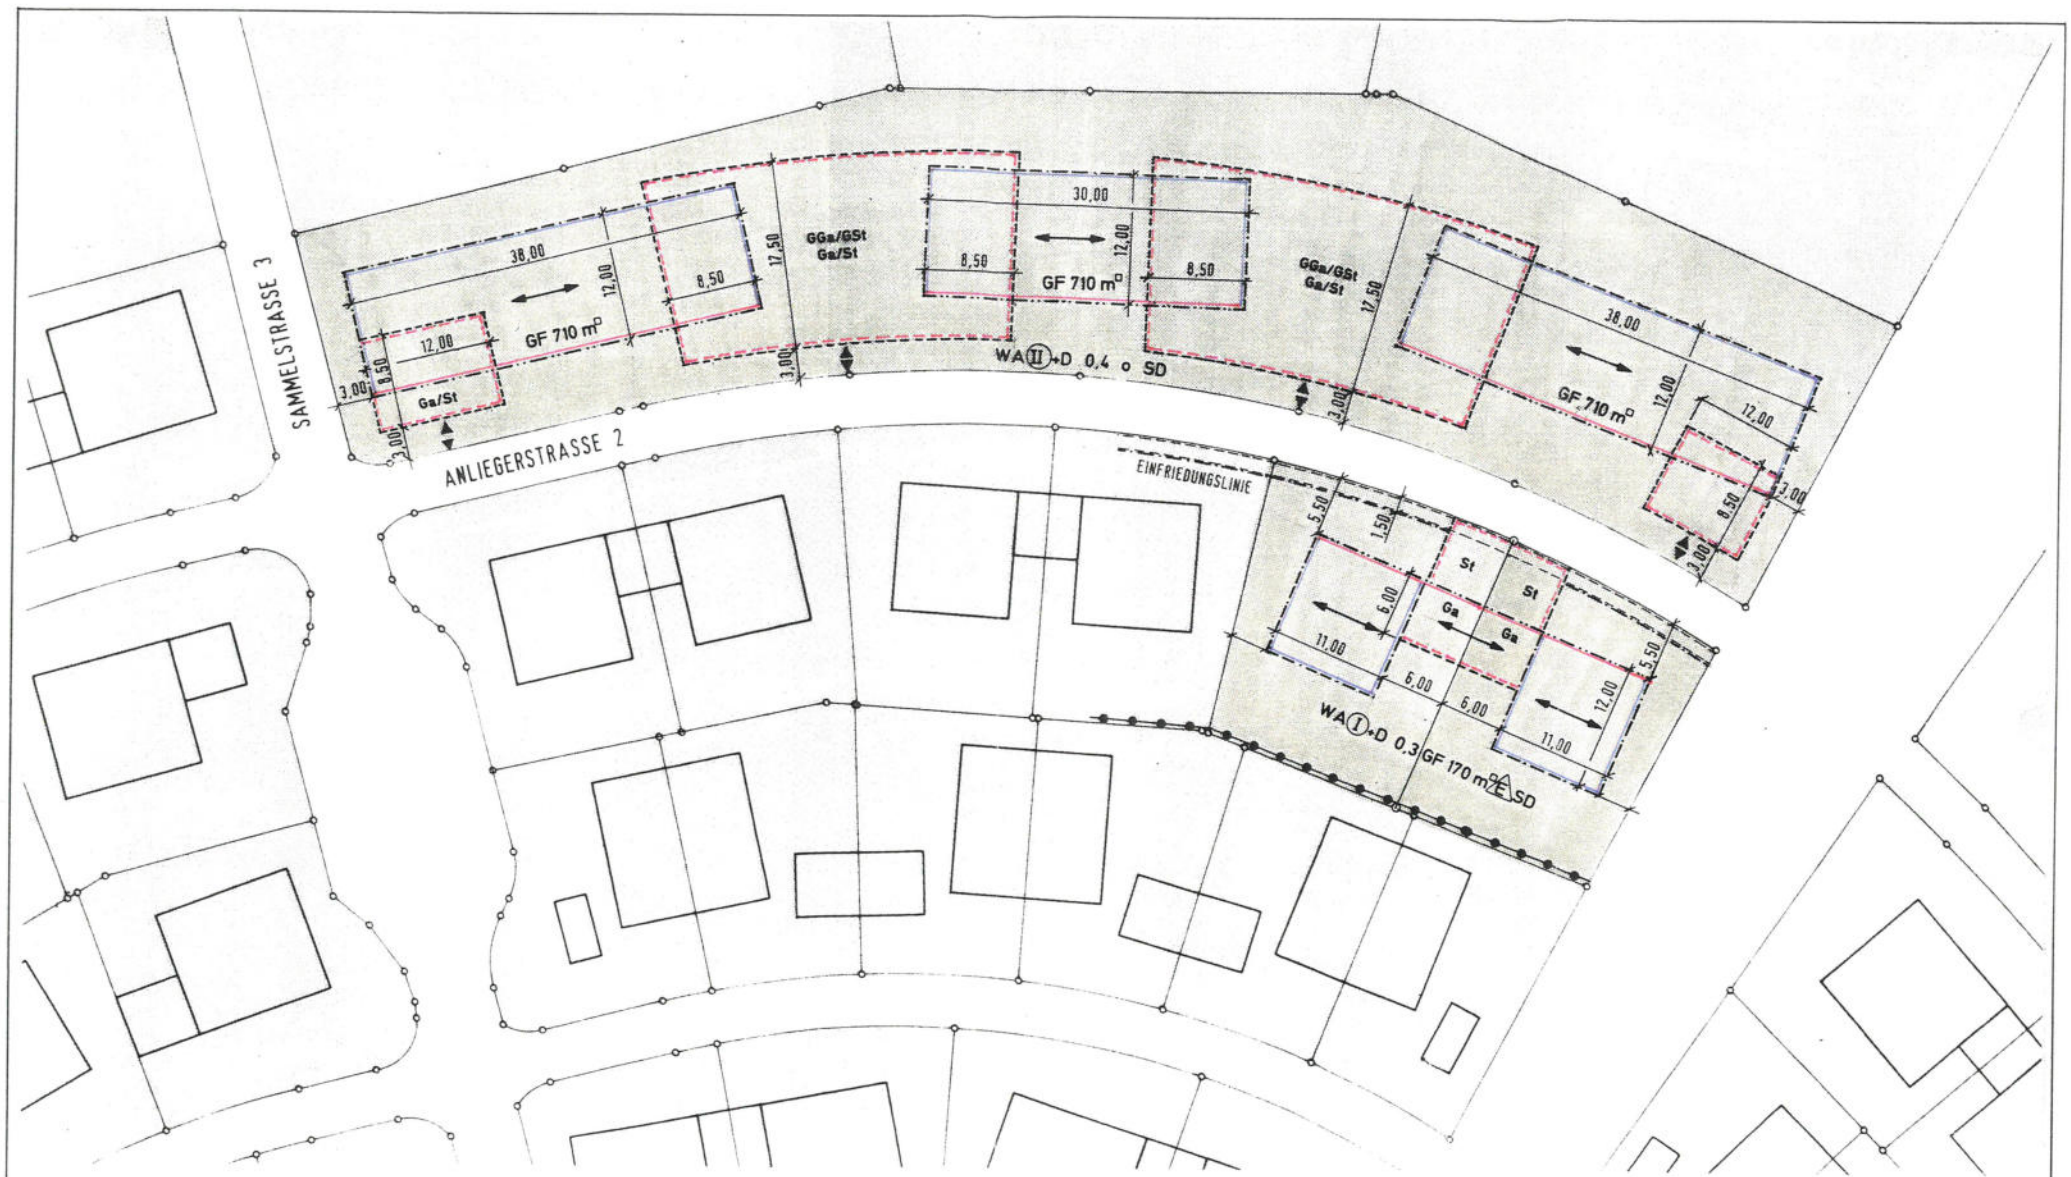 SAMMELSTRASSE 3
ANLIEGERSTRASSE 2
38,00
12,00
8,50
GF 710 m□
12,00
8,50
3,00
Ga/St
3,00
GGa/GSt
Ga/St
17,50
3,00
30,00
12,00
8,50
8,50
GF 710 m□
WA II+D 0,4 o SD
GGa/GSt
Ga/St
17,50
3,00
38,00
12,00
GF 710 m□
12,00
8,50
3,00
3,00
EINFRIEDUNGSLINIE
5,50
1,50
St
St
6,00
Ga
Ga
11,00
6,00
6,00
5,50
12,00
11,00
WA I+D 0,3 GF 170 m□ E SD